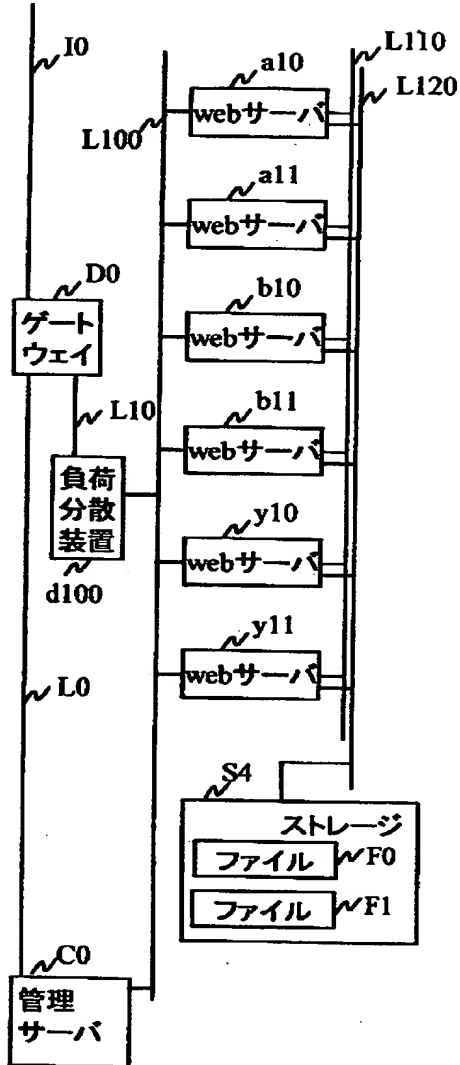 I0
L110
a10
L120
webサーバ
L100
a11
webサーバ
D0
ゲート
ウェイ
b10
webサーバ
L10
b11
webサーバ
負荷
分散
装置
d100
y10
webサーバ
y11
webサーバ
L0
S4
ストレージ
ファイル
F0
ファイル
F1
C0
管理
サーバ